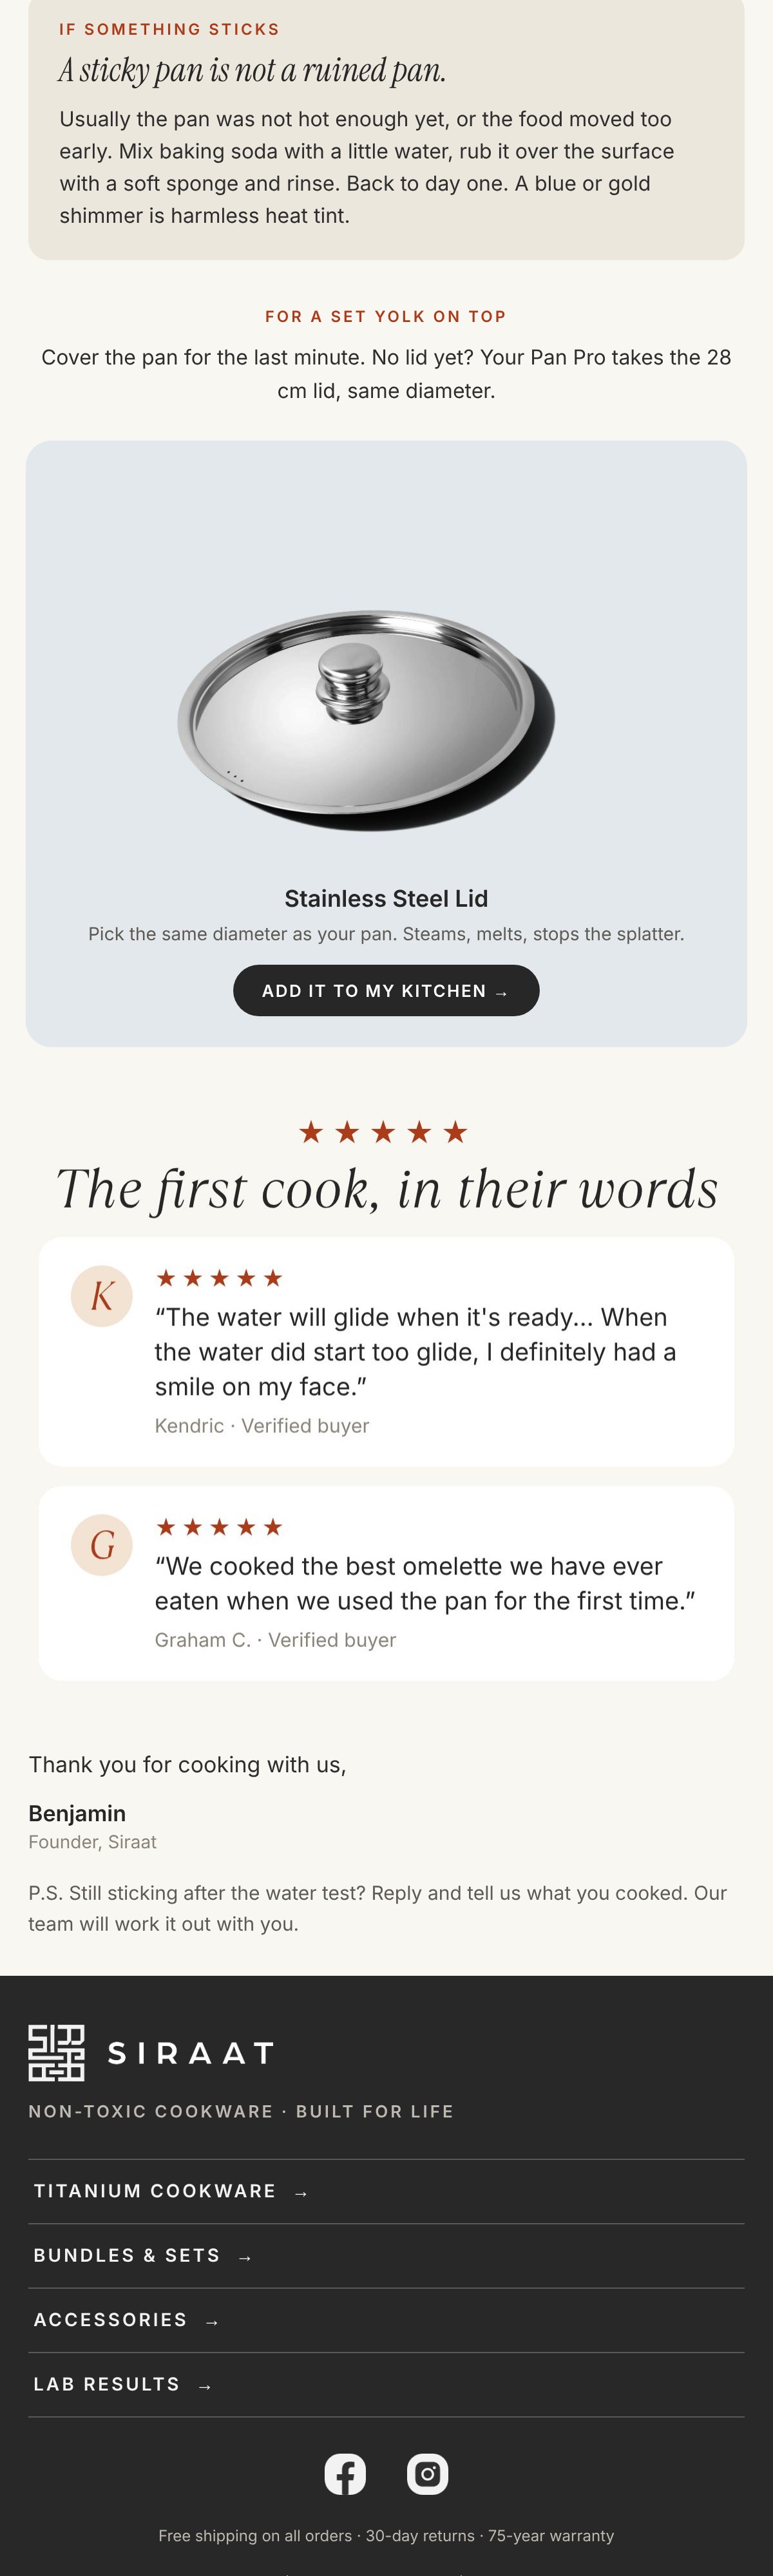 IF SOMETHING STICKS
A sticky pan is not a ruined pan.
Usually the pan was not hot enough yet, or the food moved too
early. Mix baking soda with a little water, rub it over the surface
with a soft sponge and rinse. Back to day one. A blue or gold
shimmer is harmless heat tint.
FOR A SET YOLK ON TOP
Cover the pan for the last minute. No lid yet? Your Pan Pro takes the 28
cm lid, same diameter.
Stainless Steel Lid
Pick the same diameter as your pan. Steams, melts, stops the splatter.
ADD IT TO MY KITCHEN →
★★★★★
The first cook, in their words
K
★★★★★
“The water will glide when it's ready... When
the water did start too glide, I definitely had a
smile on my face.”
Kendric · Verified buyer
G
★★★★★
“We cooked the best omelette we have ever
eaten when we used the pan for the first time.”
Graham C. · Verified buyer
Thank you for cooking with us,
Benjamin
Founder, Siraat
P.S. Still sticking after the water test? Reply and tell us what you cooked. Our
team will work it out with you.
SIRAAT
NON-TOXIC COOKWARE · BUILT FOR LIFE
TITANIUM COOKWARE →
BUNDLES & SETS →
ACCESSORIES →
LAB RESULTS →
Free shipping on all orders · 30-day returns · 75-year warranty